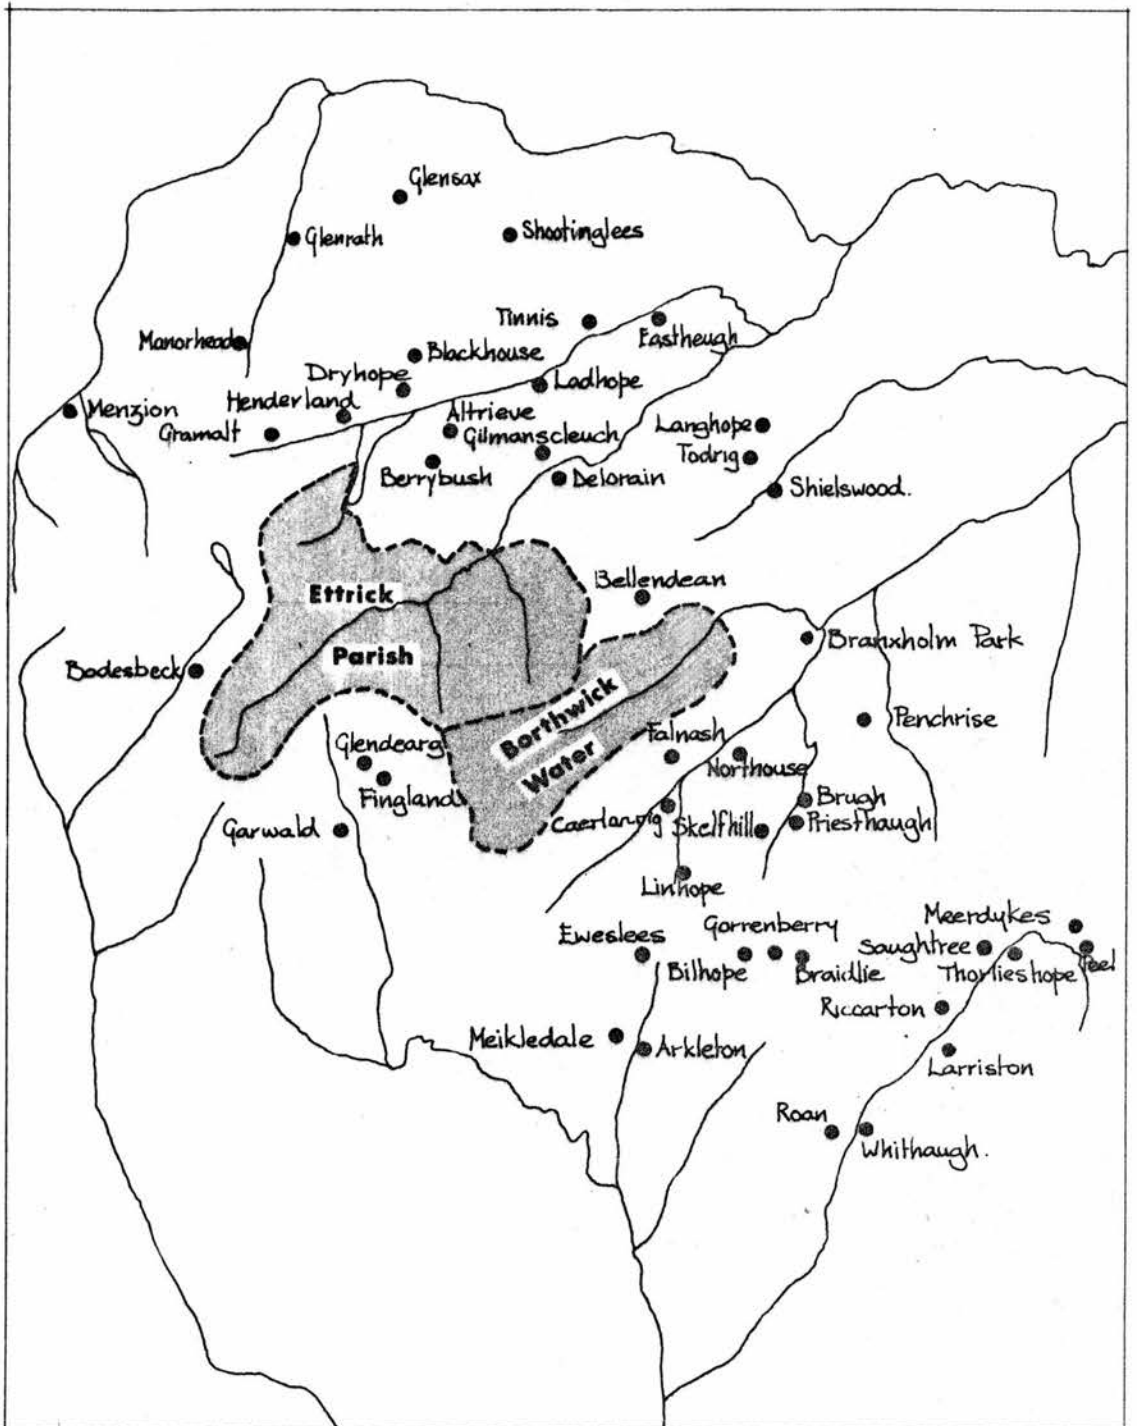 Glensax
Glenrath
Shootinglees
Tinnis
Eastheugh
Manorhead
Blackhouse
Dryhope
Ladhope
Henderland
Menzion
Altrieve
Gramalt
Gilmanscleuch
Langhope
Todrig
Berrybush
Delorain
Shielswood.
Bellendean
Ettrick
Parish
Branxholm Park
Bodesbeck
Borthwick
Water
Penchrise
Falnash
Glendearg
Northouse
Fingland
Brugh
Caerlanrig
Skelfhill
Priesthaugh
Garwald
Linhope
Meerdykes
Gorrenberry
Eweslees
Saughtree
Peel
Bilhope
Braidlie
Thorlieshope
Riccarton
Meikledale
Arkleton
Larriston
Roan
Whithaugh.